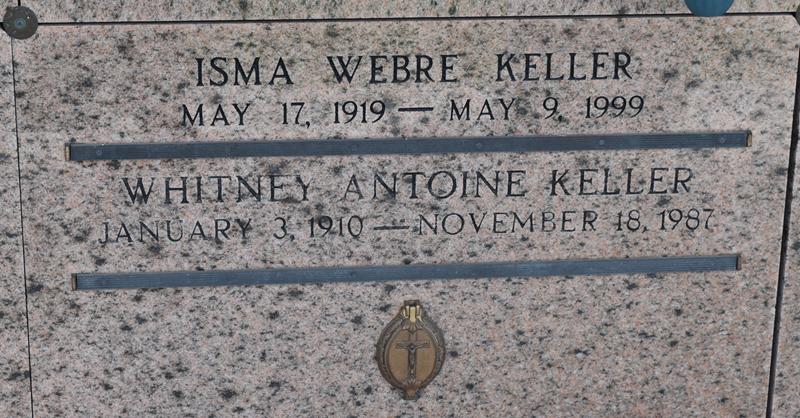 ISMA WEBRE KELLER
MAY 17, 1919 — MAY 9, 1999
WHITNEY ANTOINE KELLER
JANUARY 3, 1910 — NOVEMBER 18, 1987